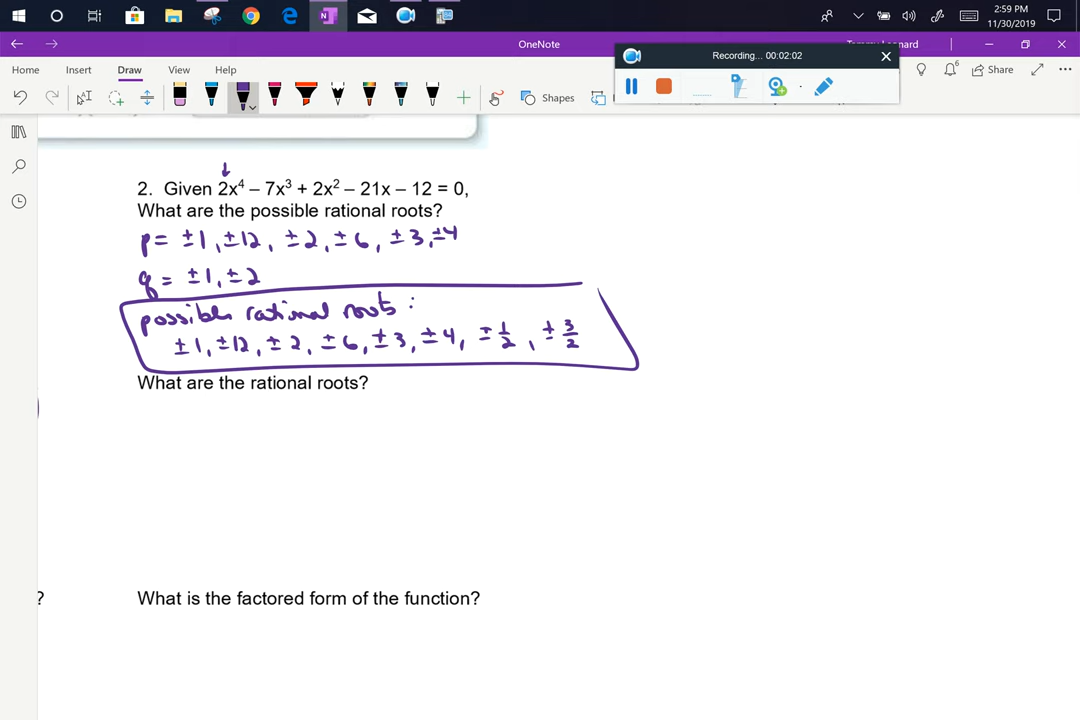 2:59 PM
11/30/2019
OneNote
Tammy Leonard
Recording... 00:02:02
Home Insert Draw View Help
6 Share
Shapes
2. Given 2x⁴ – 7x³ + 2x² – 21x – 12 = 0,
What are the possible rational roots?
p = ±1, ±12, ±2, ±6, ±3, ±4
q = ±1, ±2
possible rational roots:
±1, ±12, ±2, ±6, ±3, ±4, ±1/2, ±3/2
What are the rational roots?
? What is the factored form of the function?